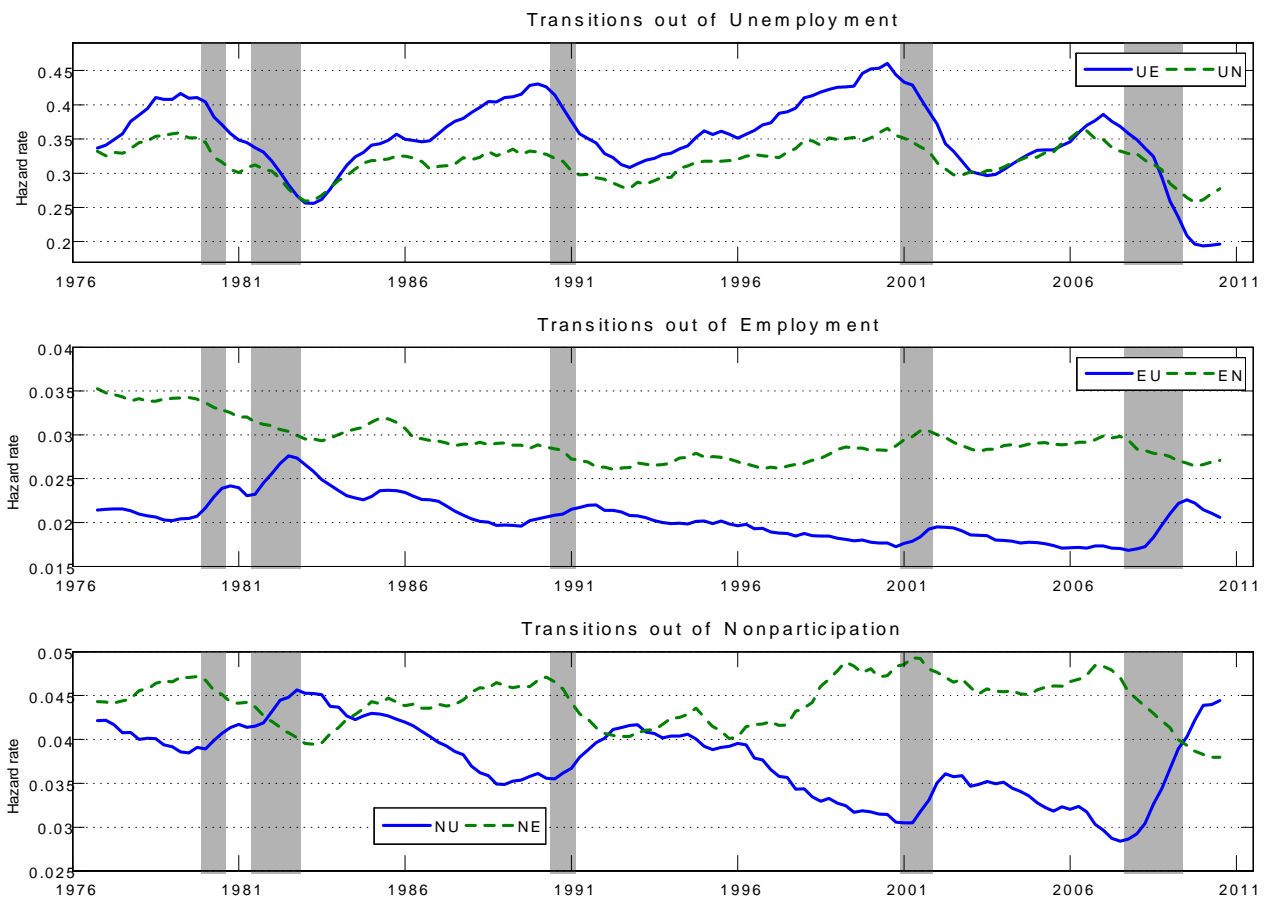 Transitions out of Unemployment
Hazard rate
0.45
0.4
0.35
0.3
0.25
0.2
UE UN
1976 1981 1986 1991 1996 2001 2006 2011
Transitions out of Employment
Hazard rate
0.04
0.035
0.03
0.025
0.02
0.015
EU EN
1976 1981 1986 1991 1996 2001 2006 2011
Transitions out of Nonparticipation
Hazard rate
0.05
0.045
0.04
0.035
0.03
0.025
NU NE
1976 1981 1986 1991 1996 2001 2006 2011